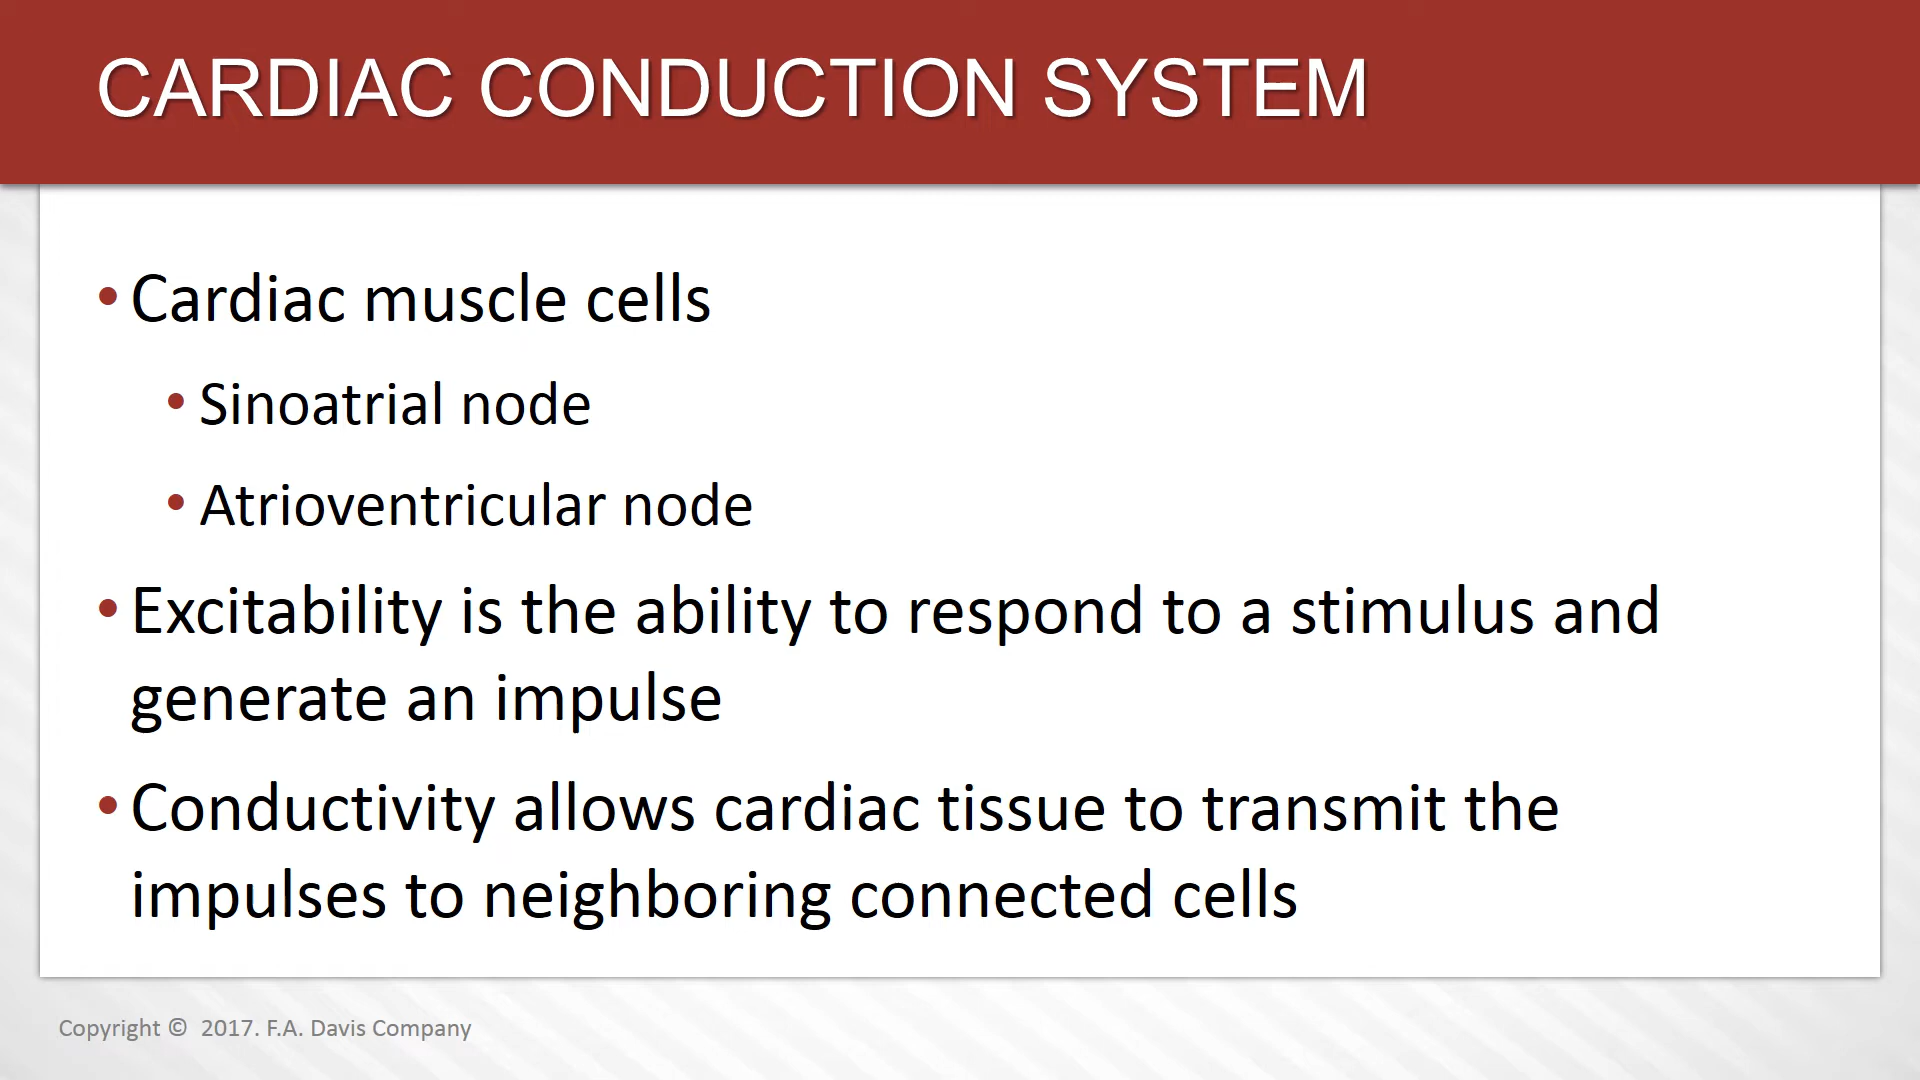 CARDIAC CONDUCTION SYSTEM
• Cardiac muscle cells
• Sinoatrial node
• Atrioventricular node
• Excitability is the ability to respond to a stimulus and
generate an impulse
• Conductivity allows cardiac tissue to transmit the
impulses to neighboring connected cells
Copyright © 2017. F.A. Davis Company